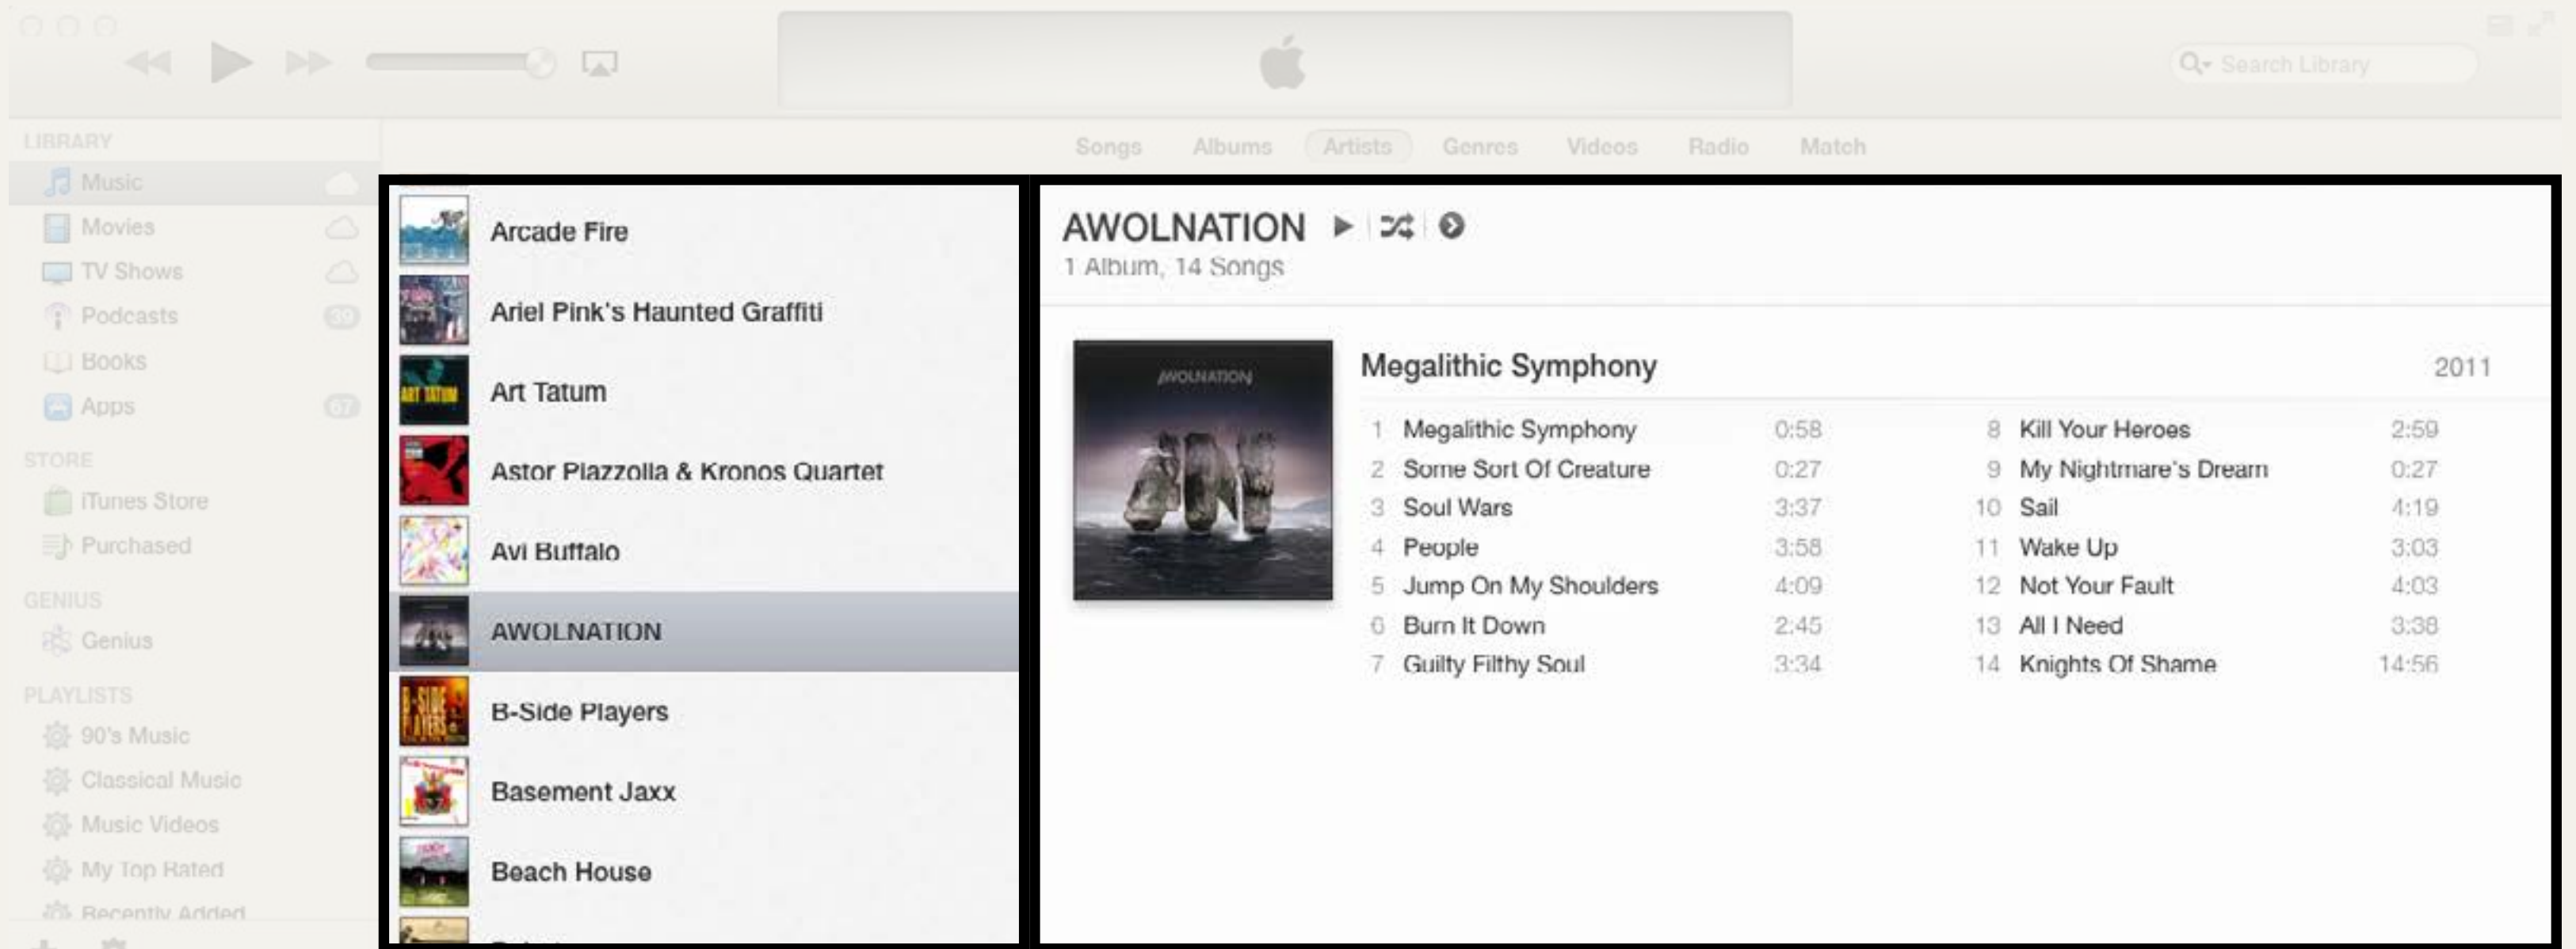 Search Library
Songs Albums Artists Genres Videos Radio Match
LIBRARY
Music
Movies
TV Shows
Podcasts 39
Books
Apps 67
STORE
iTunes Store
Purchased
GENIUS
Genius
PLAYLISTS
90's Music
Classical Music
Music Videos
My Top Rated
Recently Added
Arcade Fire
Ariel Pink's Haunted Graffiti
ART TATUM
Art Tatum
Astor Piazzolla & Kronos Quartet
Avi Buffalo
AWOLNATION
B-SIDE
PLAYERS
B-Side Players
Basement Jaxx
Beach House
AWOLNATION
1 Album, 14 Songs
AWOLNATION
Megalithic Symphony 2011
1 Megalithic Symphony 0:58
2 Some Sort Of Creature 0:27
3 Soul Wars 3:37
4 People 3:58
5 Jump On My Shoulders 4:09
6 Burn It Down 2:45
7 Guilty Filthy Soul 3:34
8 Kill Your Heroes 2:59
9 My Nightmare's Dream 0:27
10 Sail 4:19
11 Wake Up 3:03
12 Not Your Fault 4:03
13 All I Need 3:38
14 Knights Of Shame 14:56